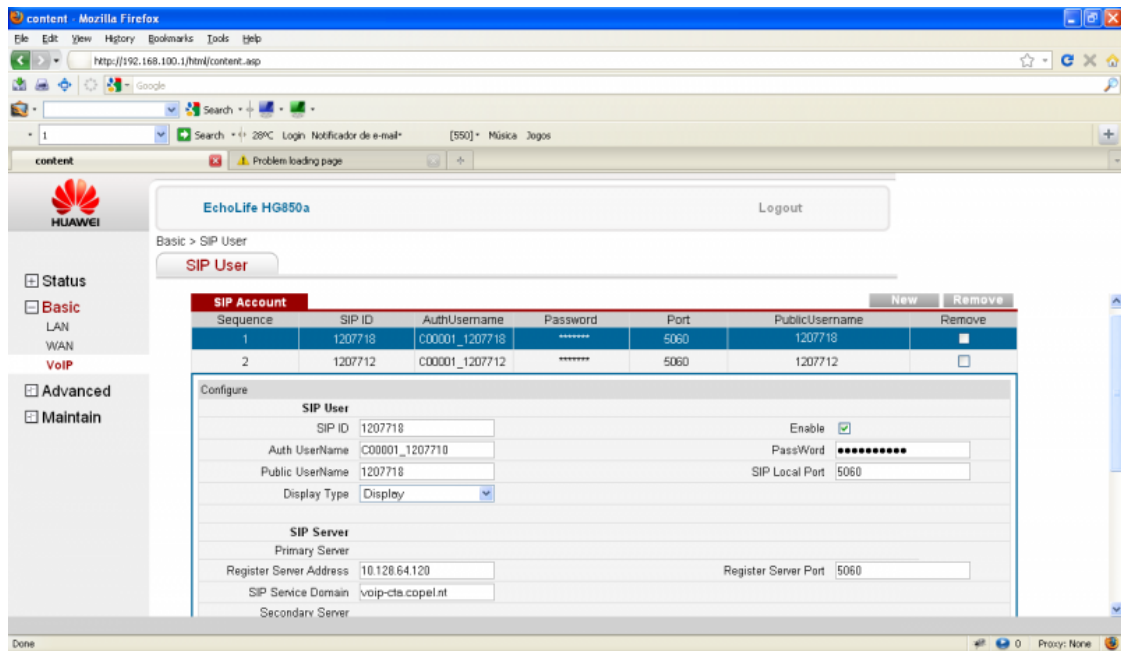 content - Mozilla Firefox
File Edit View History Bookmarks Tools Help
http://192.168.100.1/html/content.asp
Google
Search
1 Search 28ºC Login Notificador de e-mail [550] Música Jogos
content Problem loading page
HUAWEI
EchoLife HG850a Logout
Basic > SIP User
SIP User
Status
Basic
LAN
WAN
VoIP
Advanced
Maintain
SIP Account New Remove
Sequence SIP ID AuthUsername Password Port PublicUsername Remove
1 1207718 C00001_1207718 ******* 5060 1207718
2 1207712 C00001_1207712 ******* 5060 1207712
Configure
SIP User
SIP ID 1207718 Enable
Auth UserName C00001_1207718 PassWord ●●●●●●●●●●
Public UserName 1207718 SIP Local Port 5060
Display Type Display
SIP Server
Primary Server
Register Server Address 10.128.64.120 Register Server Port 5060
SIP Service Domain voip-cta.copel.nt
Secondary Server
Done 0 Proxy: None